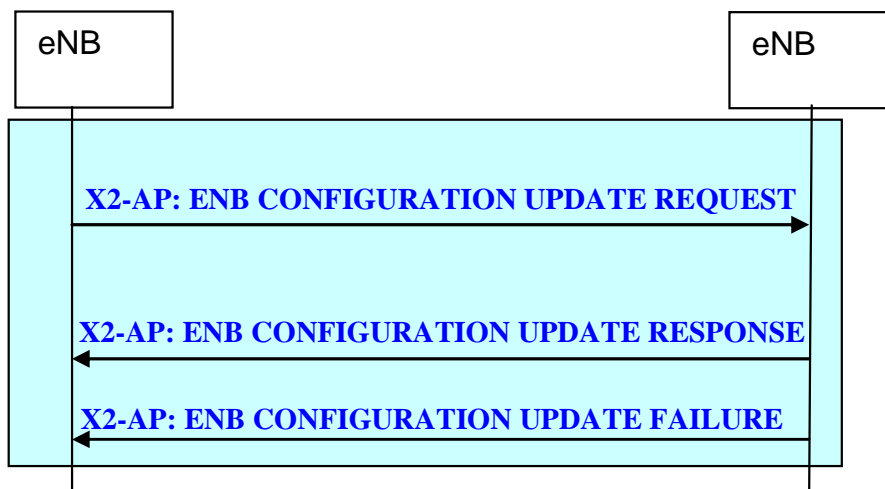 eNB
eNB
X2-AP: ENB CONFIGURATION UPDATE REQUEST
X2-AP: ENB CONFIGURATION UPDATE RESPONSE
X2-AP: ENB CONFIGURATION UPDATE FAILURE